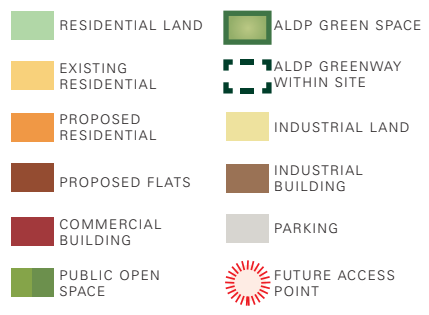 RESIDENTIAL LAND
EXISTING
RESIDENTIAL
PROPOSED
RESIDENTIAL
PROPOSED FLATS
COMMERCIAL
BUILDING
PUBLIC OPEN
SPACE
ALDP GREEN SPACE
ALDP GREENWAY
WITHIN SITE
INDUSTRIAL LAND
INDUSTRIAL
BUILDING
PARKING
FUTURE ACCESS
POINT